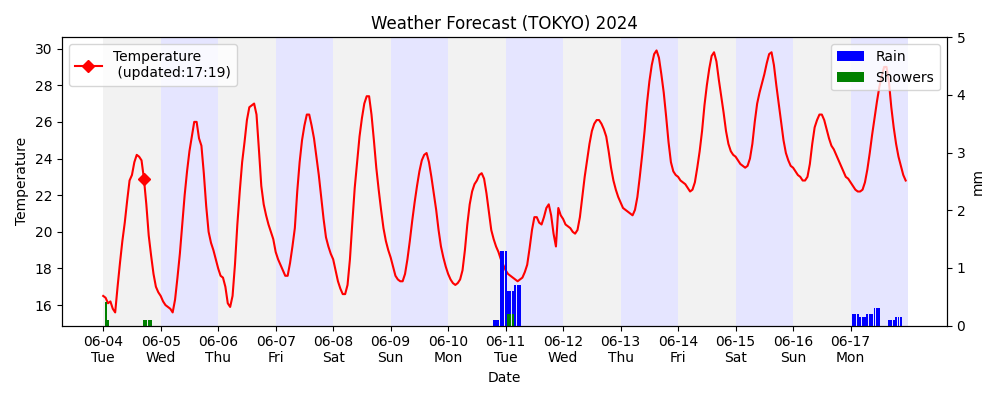 Weather Forecast (TOKYO) 2024
Temperature
(updated:17:19)
Rain
Showers
Temperature
30
28
26
24
22
20
18
16
5
4
3
2
1
0
mm
06-04 06-05 06-06 06-07 06-08 06-09 06-10 06-11 06-12 06-13 06-14 06-15 06-16 06-17
Tue Wed Thu Fri Sat Sun Mon Tue Wed Thu Fri Sat Sun Mon
Date